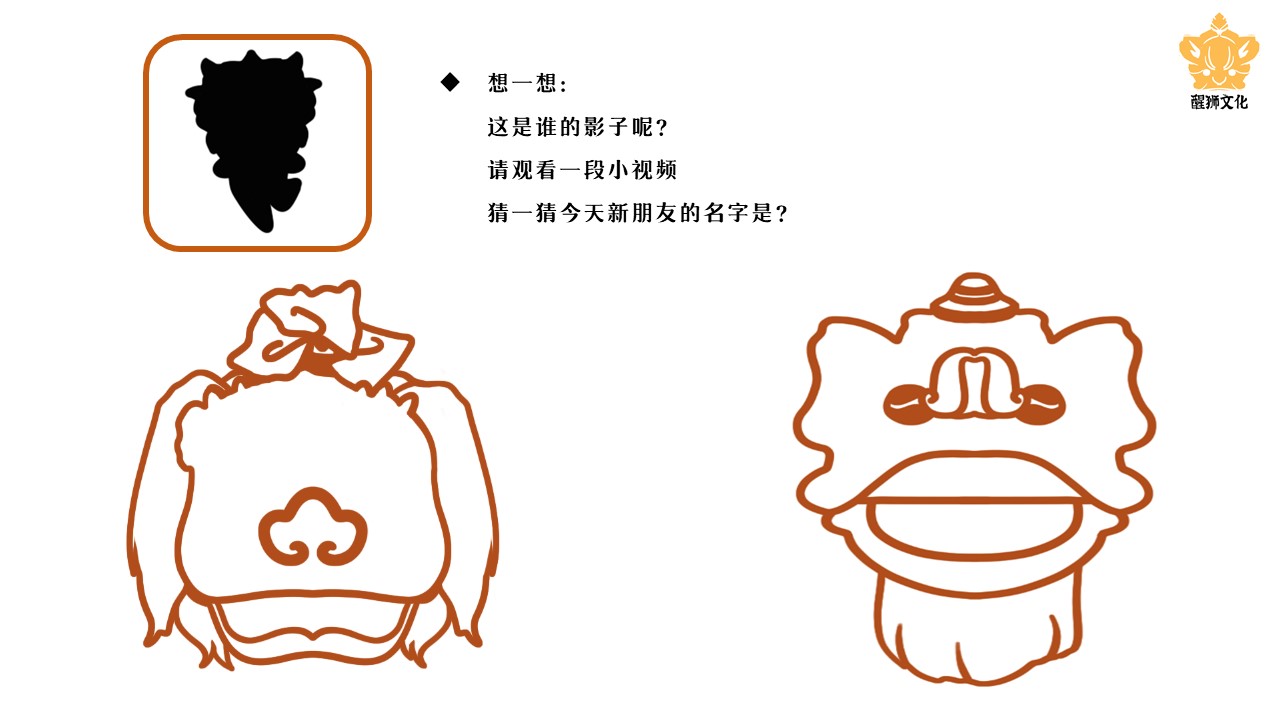 想一想：
这是谁的影子呢？
请观看一段小视频
猜一猜今天新朋友的名字是？
醒狮文化